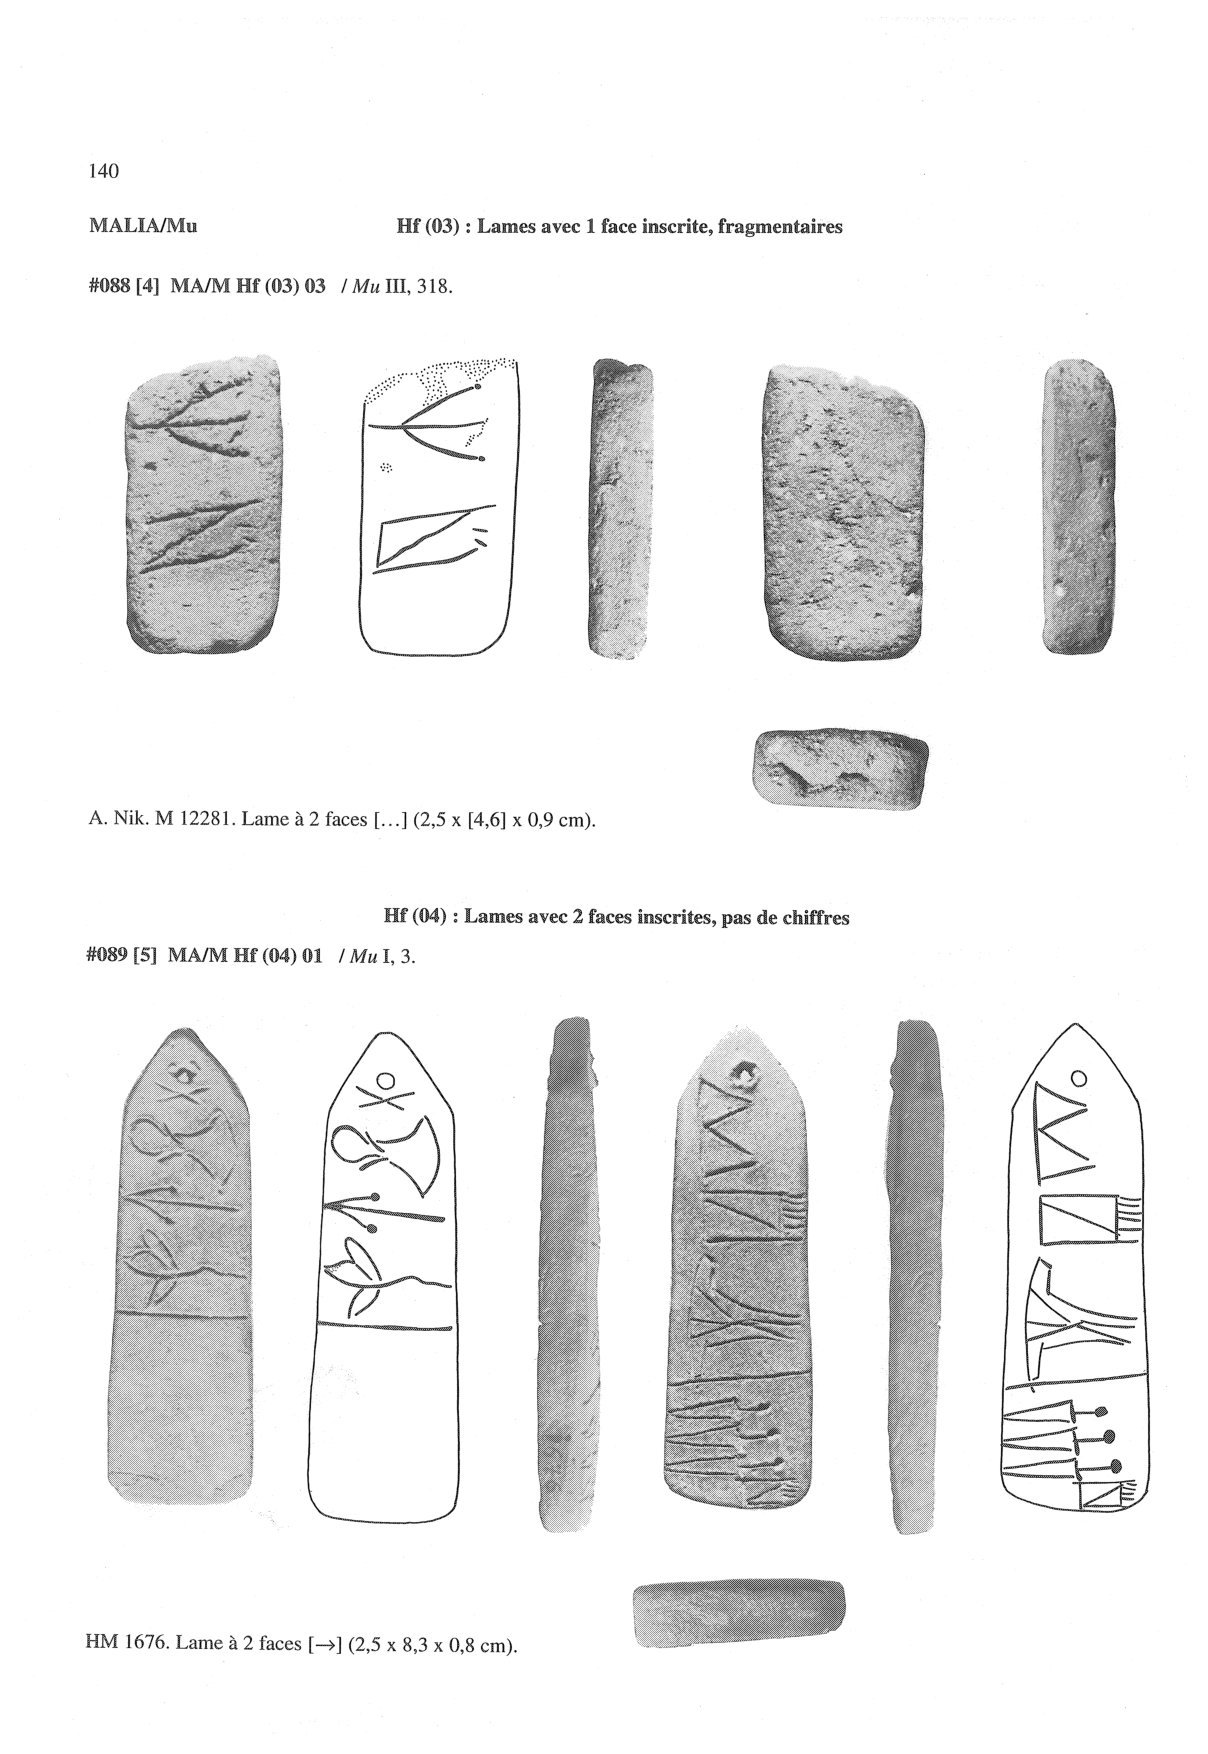 140
MALIA/Mu
Hf (03) : Lames avec 1 face inscrite, fragmentaires
#088 [4] MA/M Hf (03) 03 / Mu III, 318.
A. Nik. M 12281. Lame à 2 faces [...] (2,5 x [4,6] x 0,9 cm).
Hf (04) : Lames avec 2 faces inscrites, pas de chiffres
#089 [5] MA/M Hf (04) 01 / Mu I, 3.
HM 1676. Lame à 2 faces [→] (2,5 x 8,3 x 0,8 cm).